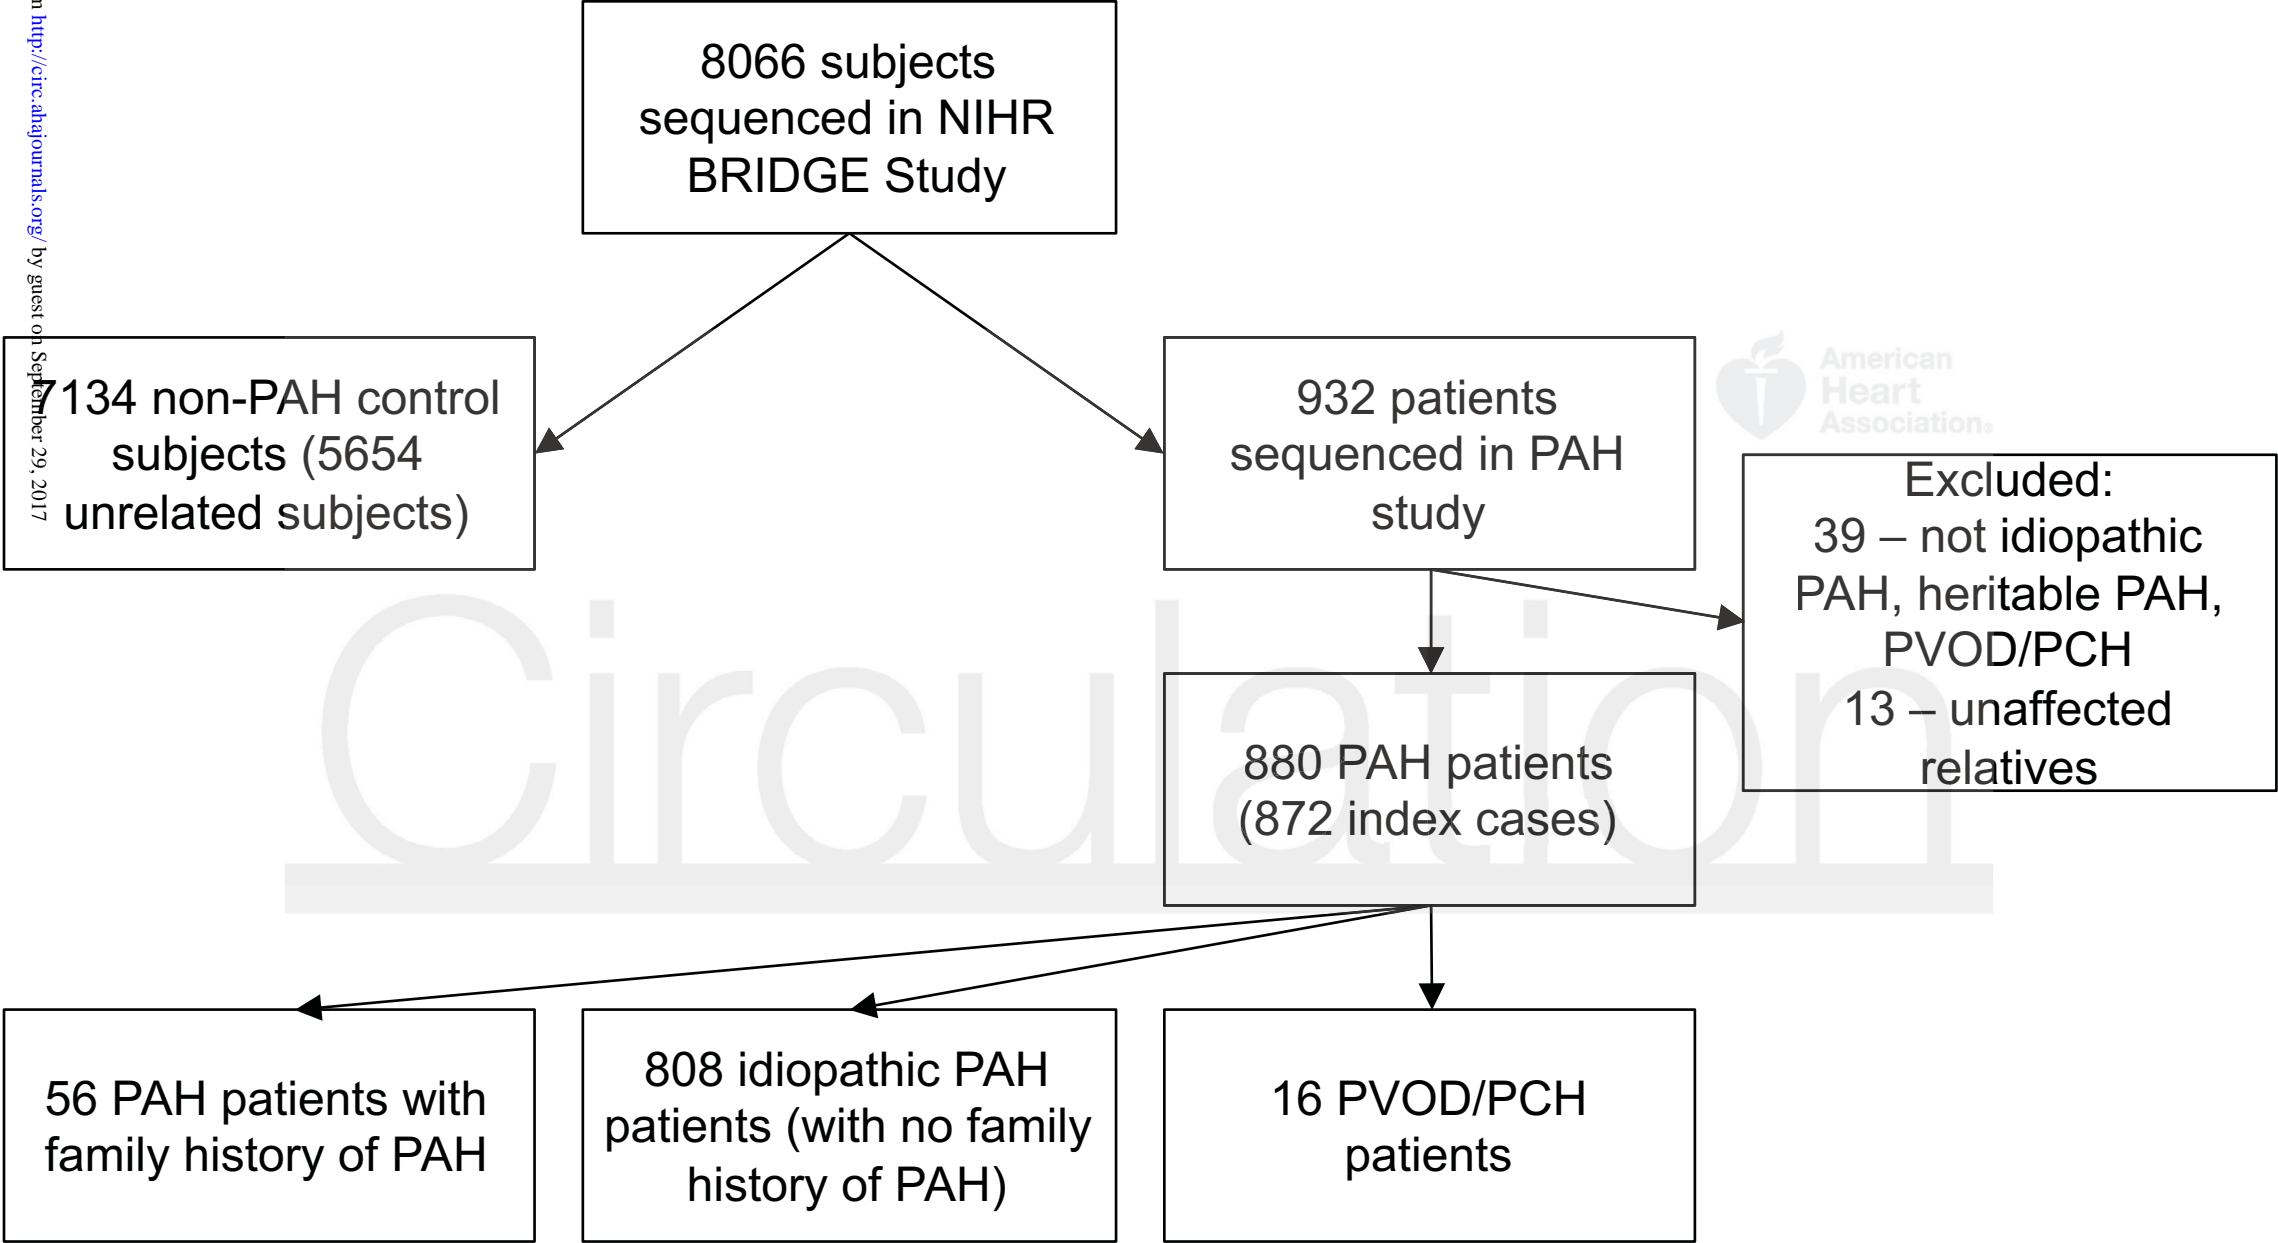 m http://circ.ahajournals.org/ by guest on September 29, 2017
8066 subjects
sequenced in NIHR
BRIDGE Study
7134 non-PAH control
subjects (5654
unrelated subjects)
932 patients
sequenced in PAH
study
American
Heart
Association®
Excluded:
39 – not idiopathic
PAH, heritable PAH,
PVOD/PCH
13 – unaffected
relatives
Circulation
880 PAH patients
(872 index cases)
56 PAH patients with
family history of PAH
808 idiopathic PAH
patients (with no family
history of PAH)
16 PVOD/PCH
patients